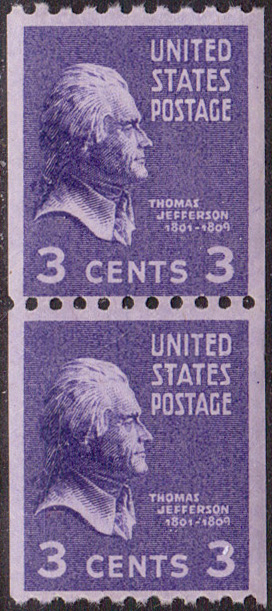 UNITED
STATES
POSTAGE
THOMAS
JEFFERSON
1801-1809
3 CENTS 3
UNITED
STATES
POSTAGE
THOMAS
JEFFERSON
1801-1809
3 CENTS 3